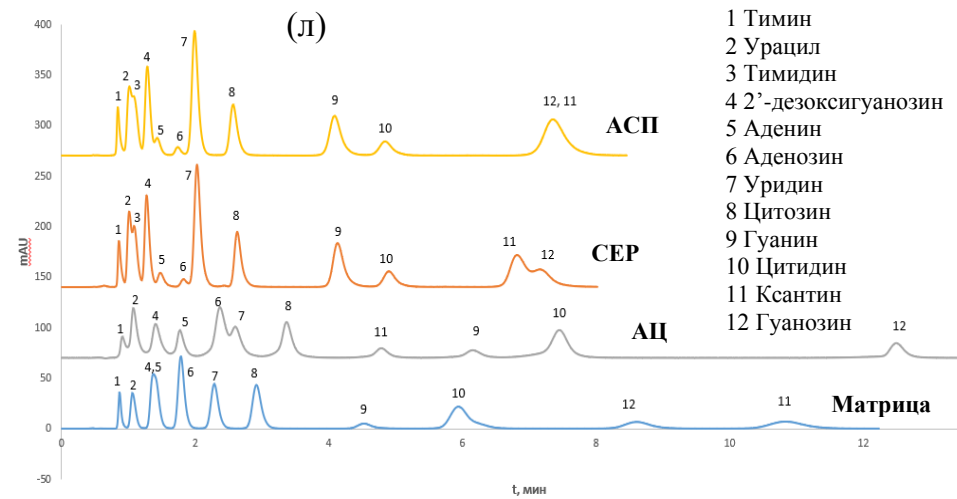 (л)
1 Тимин
2 Урацил
3 Тимидин
4 2’-дезоксигуанозин
5 Аденин
6 Аденозин
7 Уридин
8 Цитозин
9 Гуанин
10 Цитидин
11 Ксантин
12 Гуанозин
400
350
300
250
200
150
100
50
0
-50
mAU
1 2 3 4 5 6 7 8 9 10 12, 11
АСП
1 2 3 4 5 6 7 8 9 10 11 12
СЕР
1 2 4 5 6 7 8 11 9 10 12
АЦ
1 2 4,5 6 7 8 9 10 12 11
Матрица
0 2 4 6 8 10 12
t, мин